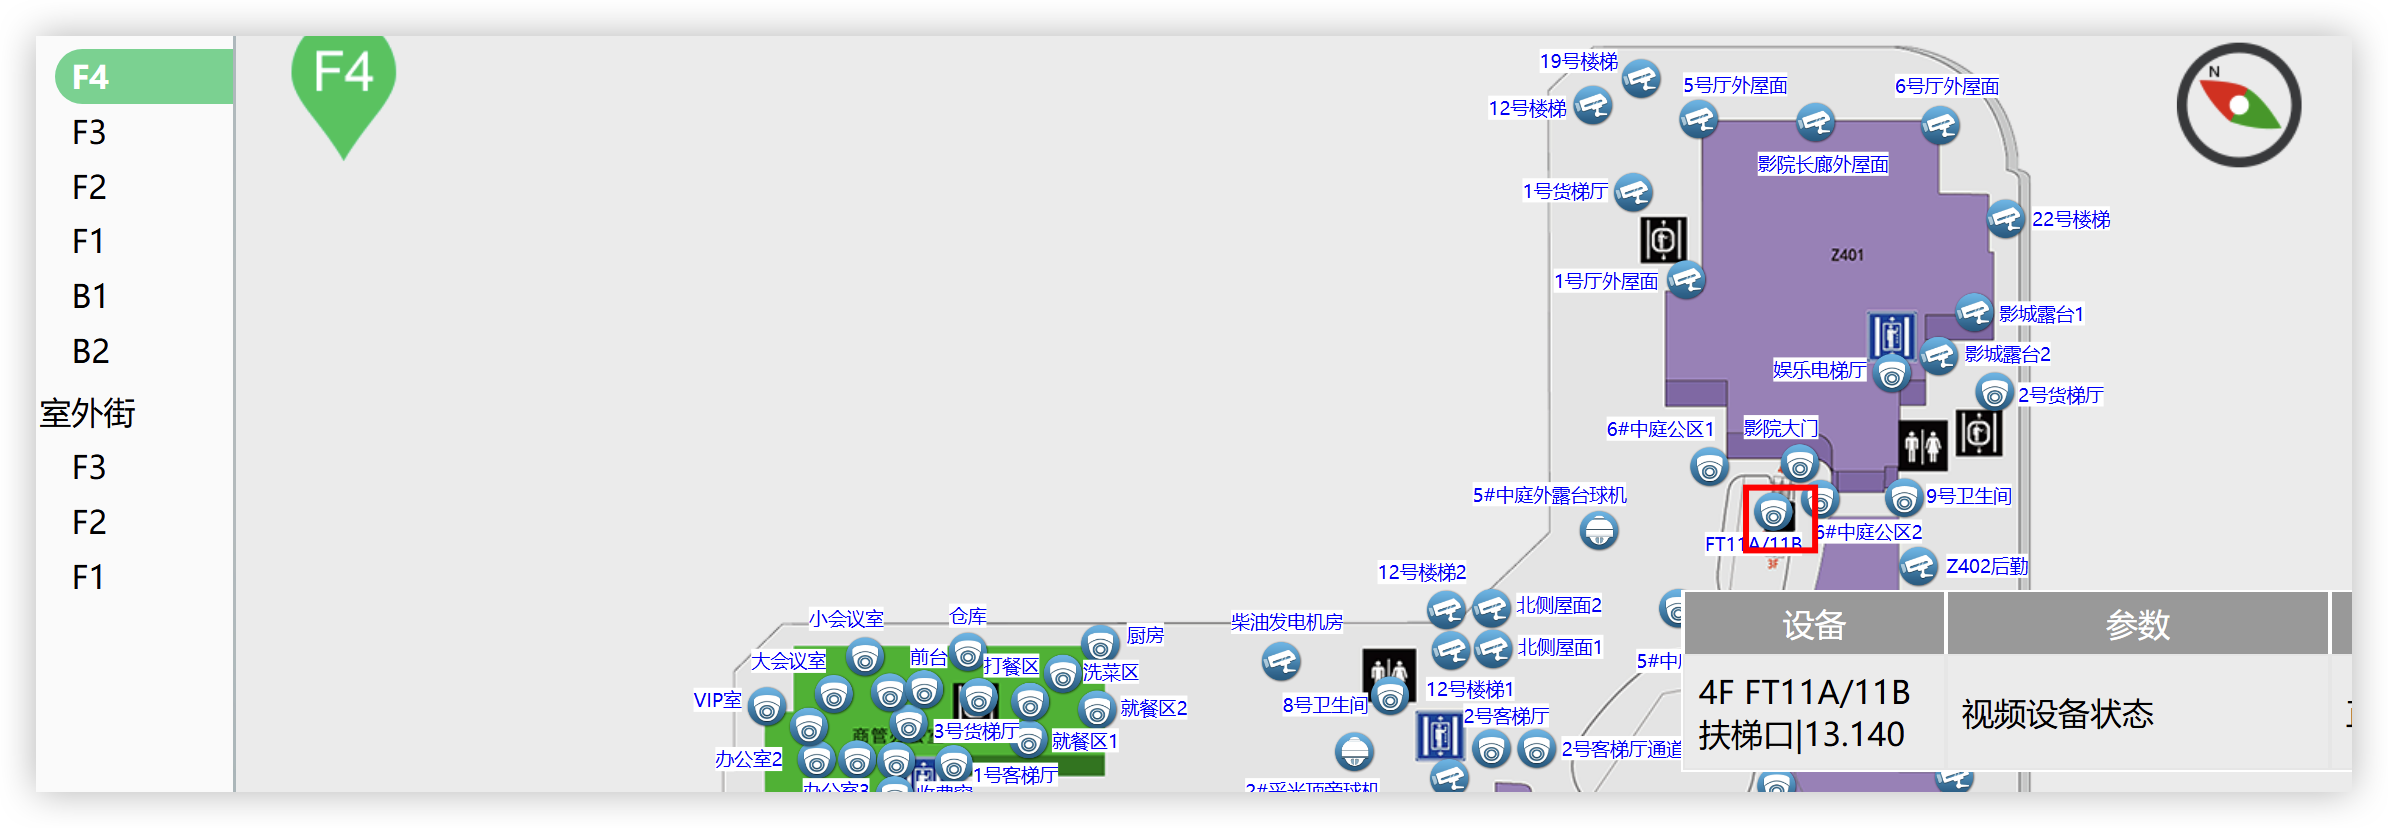 F4
F3
F2
F1
B1
B2
室外街
F3
F2
F1
F4
N
19号楼梯
12号楼梯
5号厅外屋面
6号厅外屋面
影院长廊外屋面
1号货梯厅
22号楼梯
Z401
1号厅外屋面
影城露台1
影城露台2
娱乐电梯厅
2号货梯厅
6#中庭公区1
影院大门
5#中庭外露台球机
9号卫生间
6#中庭公区2
FT11A/11B
3F
Z402后勤
12号楼梯2
北侧屋面2
小会议室
仓库
柴油发电机房
厨房
北侧屋面1
大会议室
前台
打餐区
洗菜区
5#中
VIP室
12号楼梯1
8号卫生间
就餐区2
2号客梯厅
3号货梯厅
商管
就餐区1
2号客梯厅通道
办公室2
1号客梯厅
办公室3
收费室
2#采光顶旁球机
设备
参数
4F FT11A/11B
扶梯口|13.140
视频设备状态